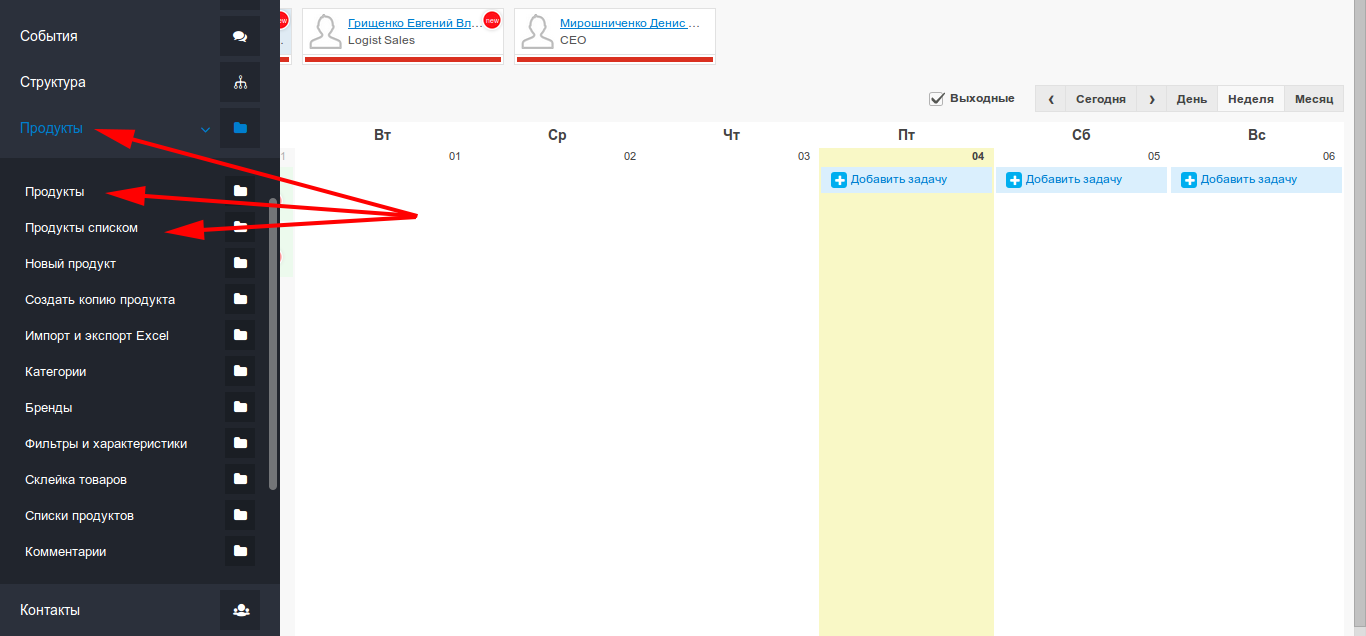 События
Структура
Продукты
Продукты
Продукты списком
Новый продукт
Создать копию продукта
Импорт и экспорт Excel
Категории
Бренды
Фильтры и характеристики
Склейка товаров
Списки продуктов
Комментарии
Контакты
new
Грищенко Евгений Вл...
new
Logist Sales
Мирошниченко Денис ...
CEO
Выходные
Сегодня
День
Неделя
Месяц
Вт Ср Чт Пт Сб Вс
1 01 02 03 04 05 06
Добавить задачу Добавить задачу Добавить задачу